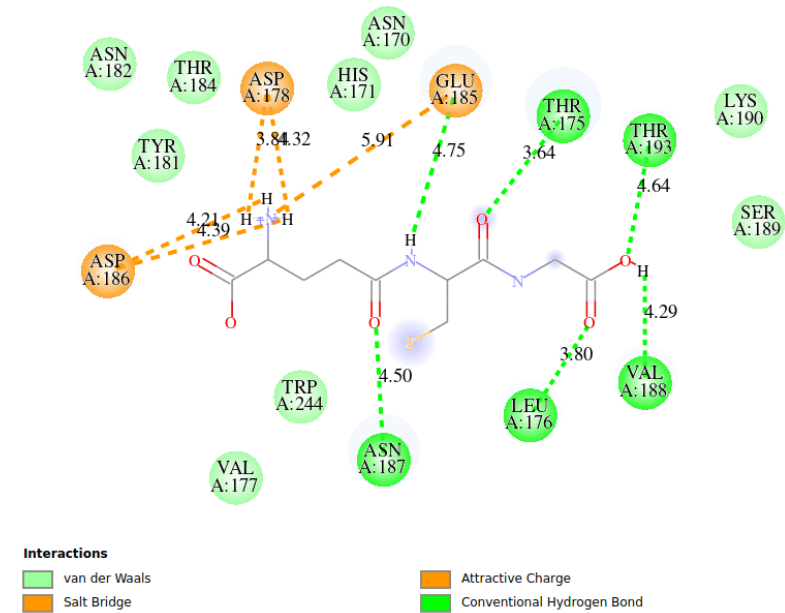 ASN
A:170
ASN
A:182
THR
A:184
ASP
A:178
HIS
A:171
GLU
A:185
THR
A:175
LYS
A:190
THR
A:193
TYR
A:181
3.84
4.32
5.91
4.75
3.64
4.64
SER
A:189
H
H
N
H
+
4.21
4.39
ASP
A:186
O
O
H
N
O
N
O
H
O
O
S
O
4.29
3.80
4.50
TRP
A:244
LEU
A:176
VAL
A:188
ASN
A:187
VAL
A:177
Interactions
van der Waals
Attractive Charge
Salt Bridge
Conventional Hydrogen Bond